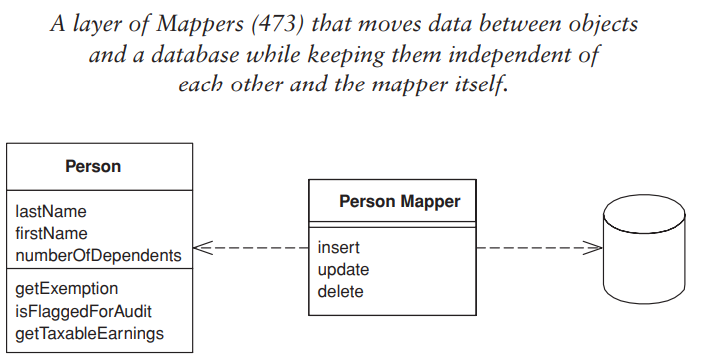 A layer of Mappers (473) that moves data between objects
and a database while keeping them independent of
each other and the mapper itself.
Person
lastName
firstName
numberOfDependents
getExemption
isFlaggedForAudit
getTaxableEarnings
Person Mapper
insert
update
delete